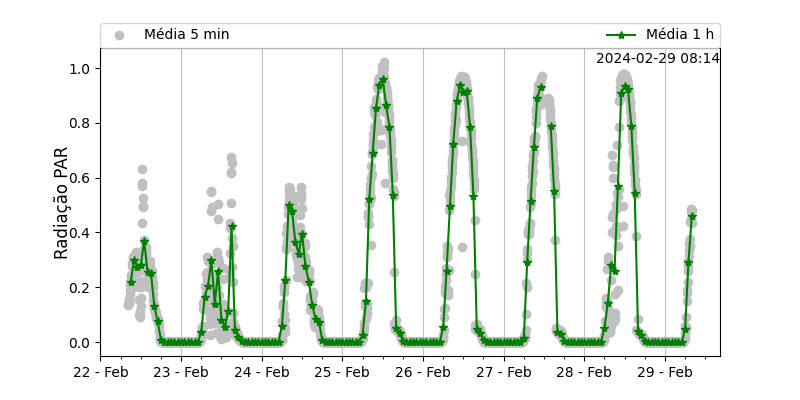 Média 5 min
Média 1 h
2024-02-29 08:14
Radiação PAR
1.0
0.8
0.6
0.4
0.2
0.0
22 - Feb
23 - Feb
24 - Feb
25 - Feb
26 - Feb
27 - Feb
28 - Feb
29 - Feb